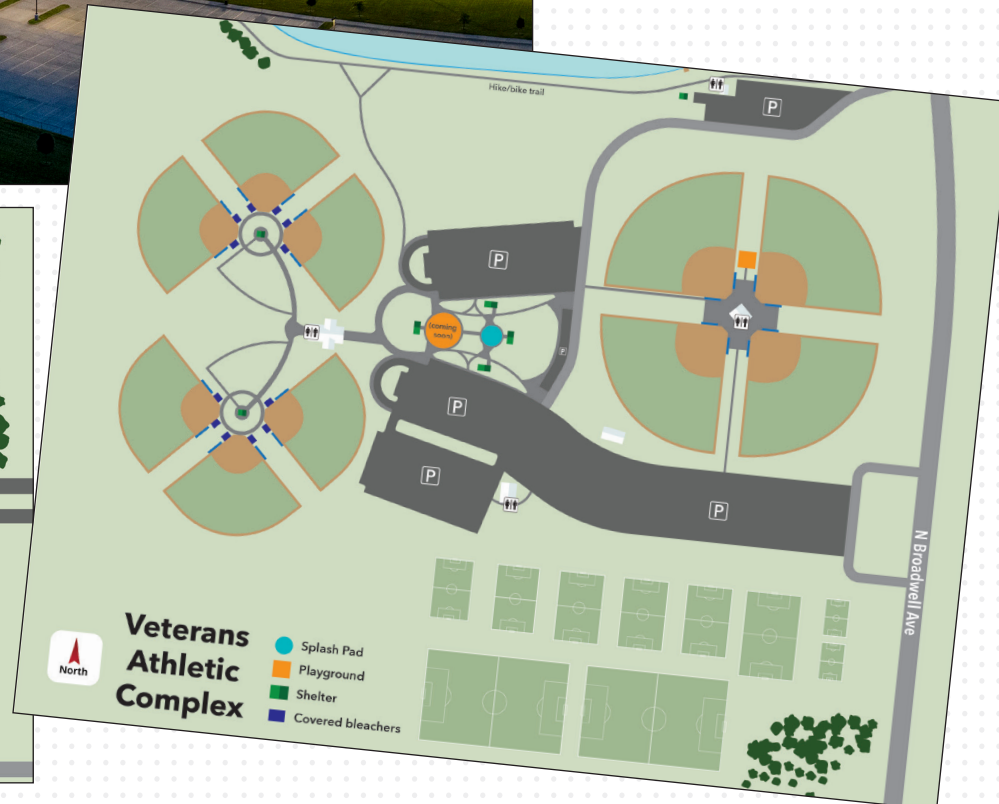 Hike/bike trail
P
P
(coming
soon)
P
P
P
P
N Broadwell Ave
Veterans
Athletic
Complex
North
Splash Pad
Playground
Shelter
Covered bleachers